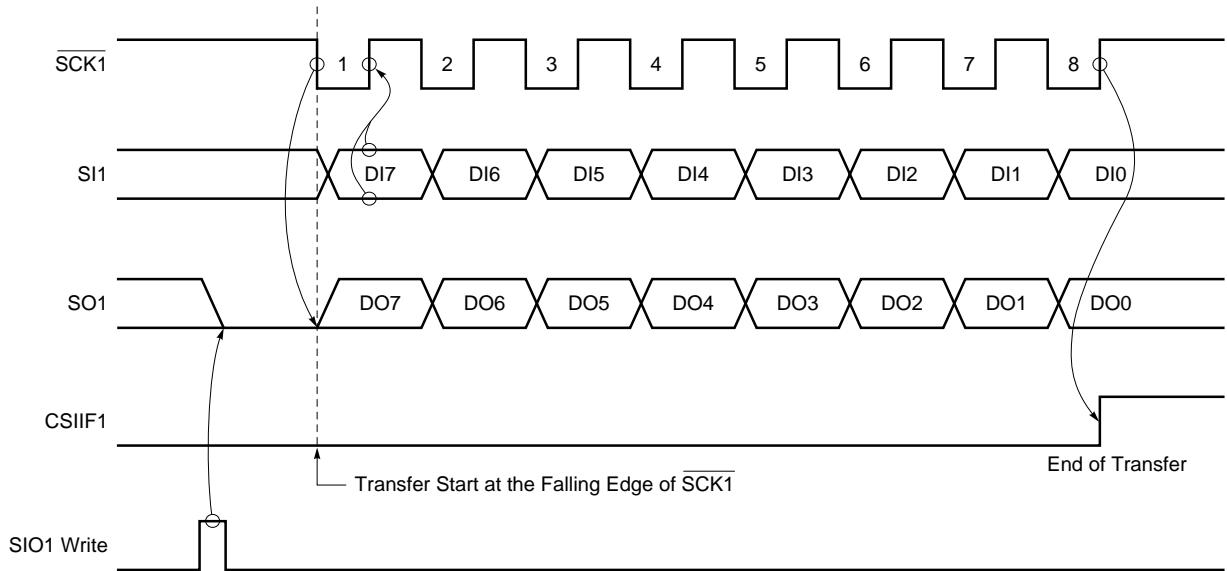 SCK1
1 2 3 4 5 6 7 8
SI1
DI7 DI6 DI5 DI4 DI3 DI2 DI1 DI0
SO1
DO7 DO6 DO5 DO4 DO3 DO2 DO1 DO0
CSIIF1
End of Transfer
Transfer Start at the Falling Edge of SCK1
SIO1 Write